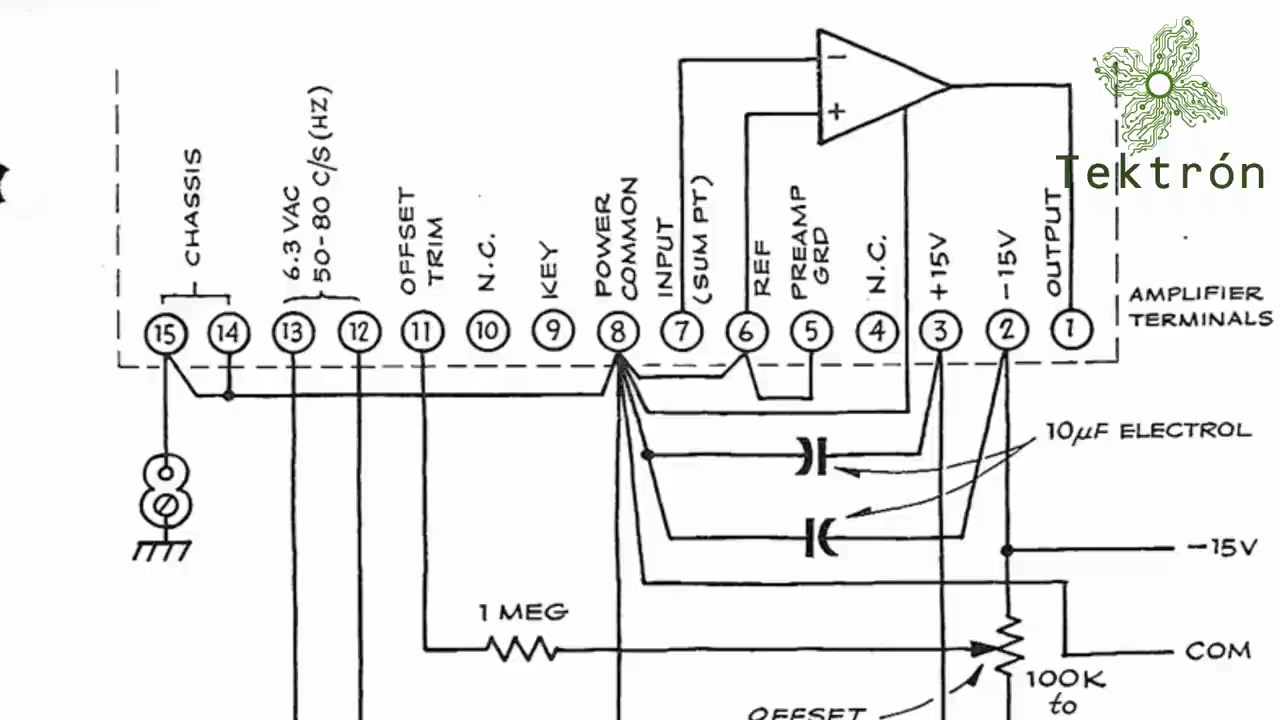 Tektrón
−
+
CHASSIS
6.3 VAC
50-80 C/S (HZ)
OFFSET
TRIM
N.C.
KEY
POWER
COMMON
INPUT
(SUM PT)
REF
PREAMP
GRD
N.C.
+15V
−15V
OUTPUT
15 14 13 12 11 10 9 8 7 6 5 4 3 2 1
AMPLIFIER
TERMINALS
10μF ELECTROL
−15V
1 MEG
COM
100K
to
OFFSET